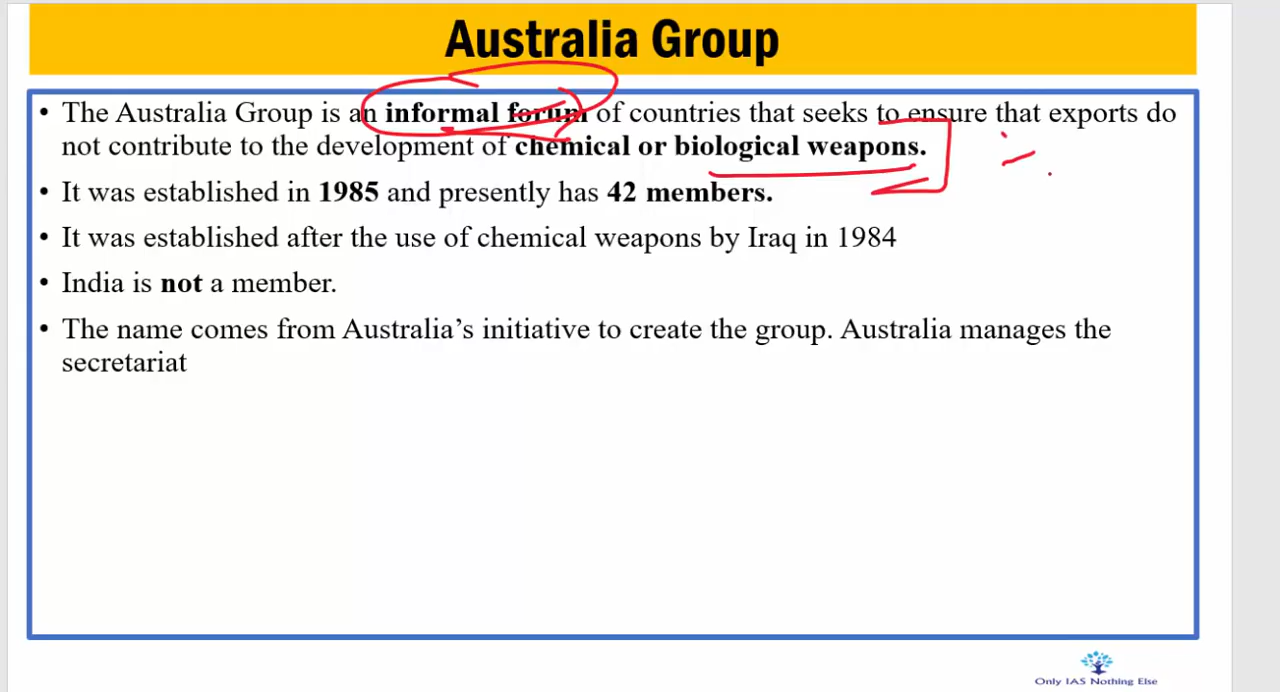 Australia Group
• The Australia Group is an informal forum of countries that seeks to ensure that exports do
not contribute to the development of chemical or biological weapons.
• It was established in 1985 and presently has 42 members.
• It was established after the use of chemical weapons by Iraq in 1984
• India is not a member.
• The name comes from Australia’s initiative to create the group. Australia manages the
secretariat
Only IAS Nothing Else